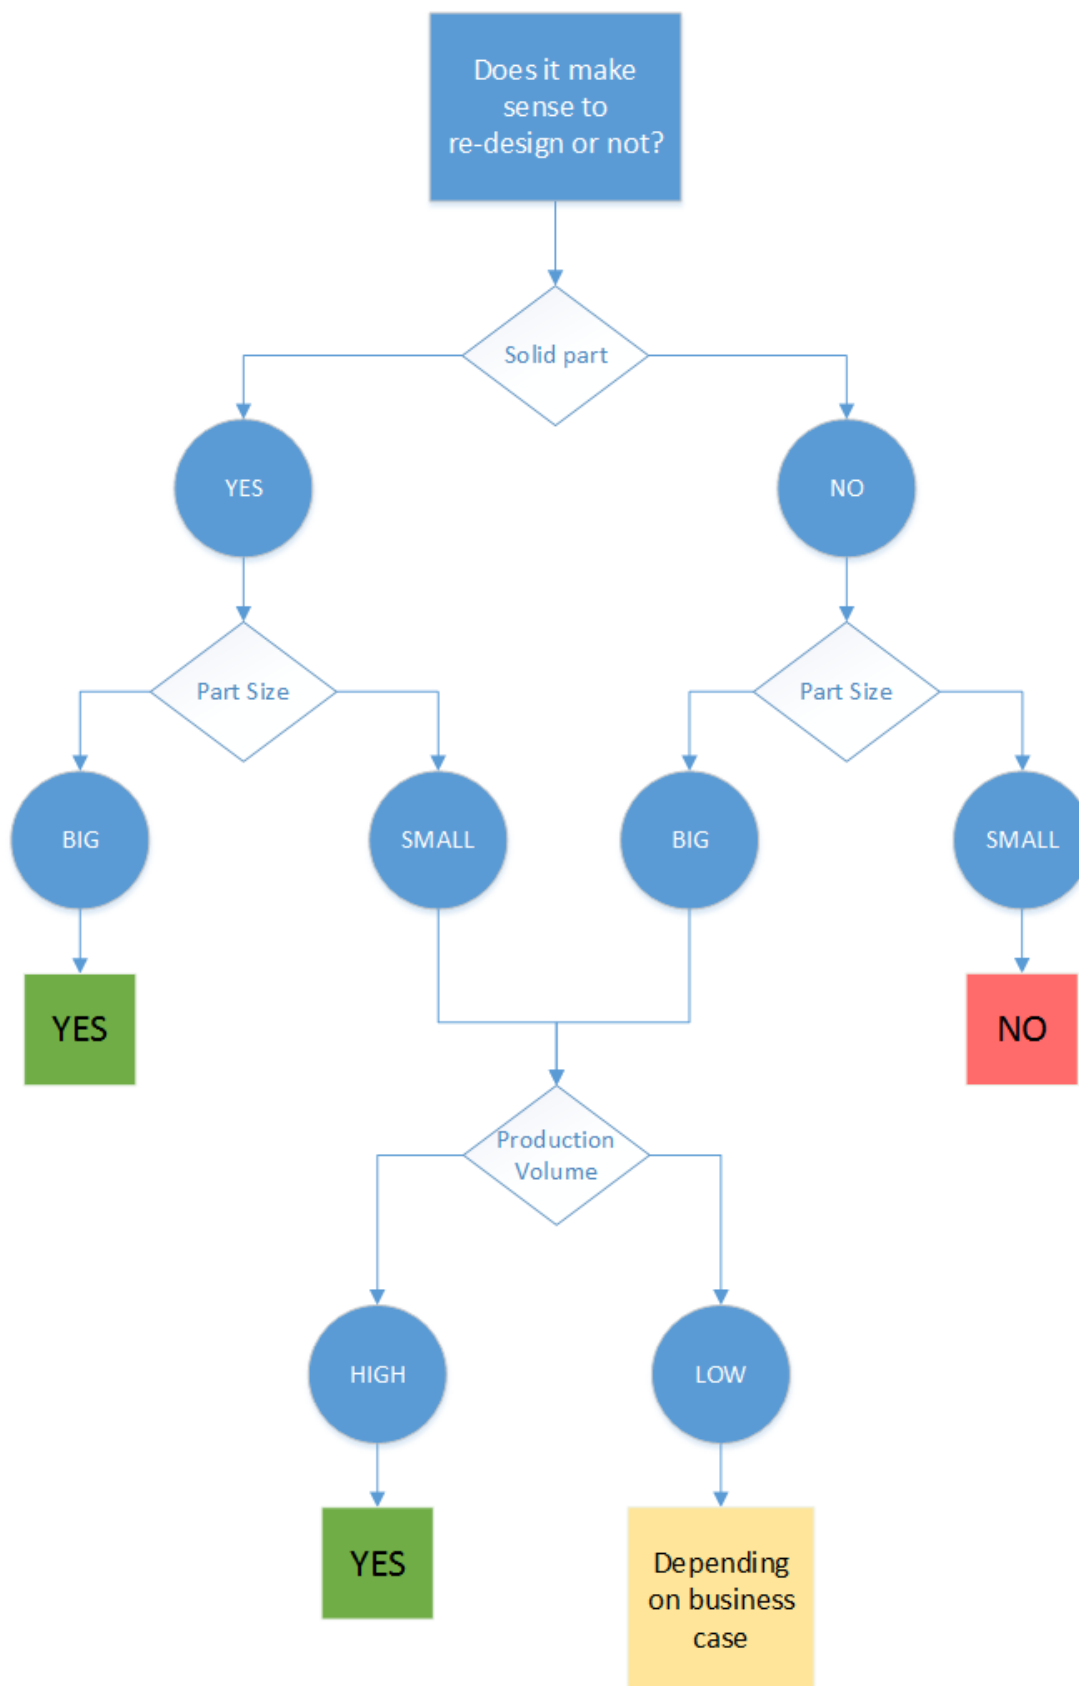 Does it make
sense to
re-design or not?
Solid part
YES
NO
Part Size
Part Size
BIG
SMALL
BIG
SMALL
YES
NO
Production
Volume
HIGH
LOW
YES
Depending
on business
case